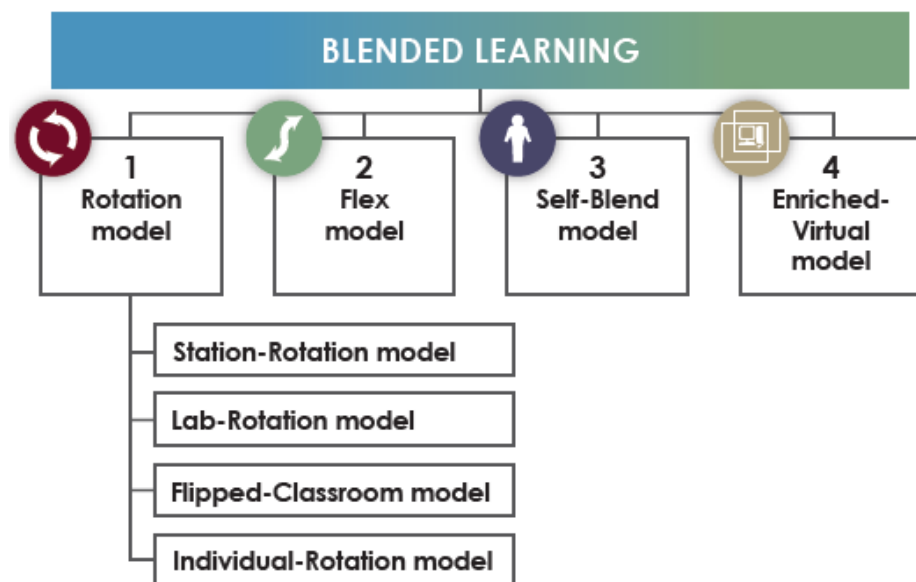 BLENDED LEARNING
1
Rotation
model
2
Flex
model
3
Self-Blend
model
4
Enriched-
Virtual
model
Station-Rotation model
Lab-Rotation model
Flipped-Classroom model
Individual-Rotation model